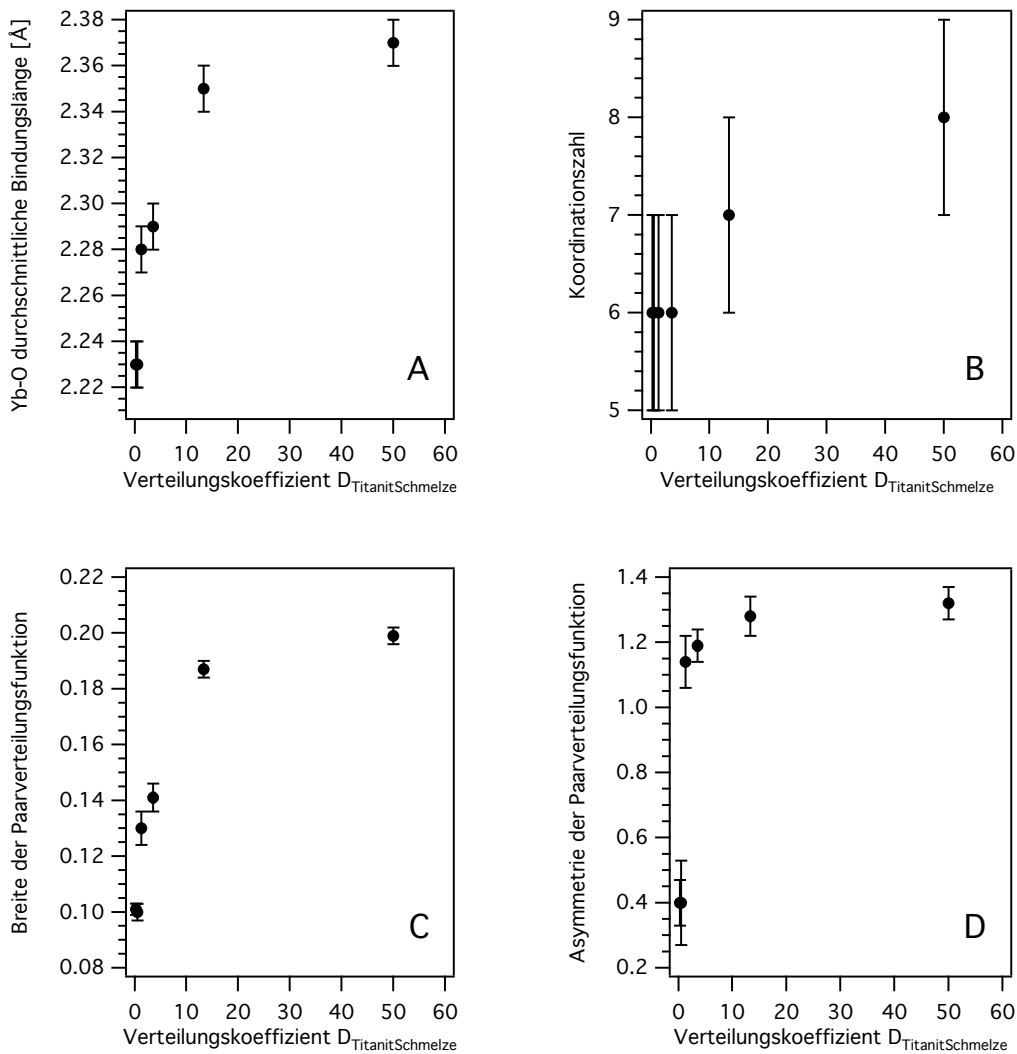 Yb-O durchschnittliche Bindungslänge [Å]
2.38
2.36
2.34
2.32
2.30
2.28
2.26
2.24
2.22
A
0 10 20 30 40 50 60
Verteilungskoeffizient DTitanitSchmelze
Koordinationszahl
9
8
7
6
5
B
0 10 20 30 40 50 60
Verteilungskoeffizient DTitanitSchmelze
Breite der Paarverteilungsfunktion
0.22
0.20
0.18
0.16
0.14
0.12
0.10
0.08
C
0 10 20 30 40 50 60
Verteilungskoeffizient DTitanitSchmelze
Asymmetrie der Paarverteilungsfunktion
1.4
1.2
1.0
0.8
0.6
0.4
0.2
D
0 10 20 30 40 50 60
Verteilungskoeffizient DTitanitSchmelze